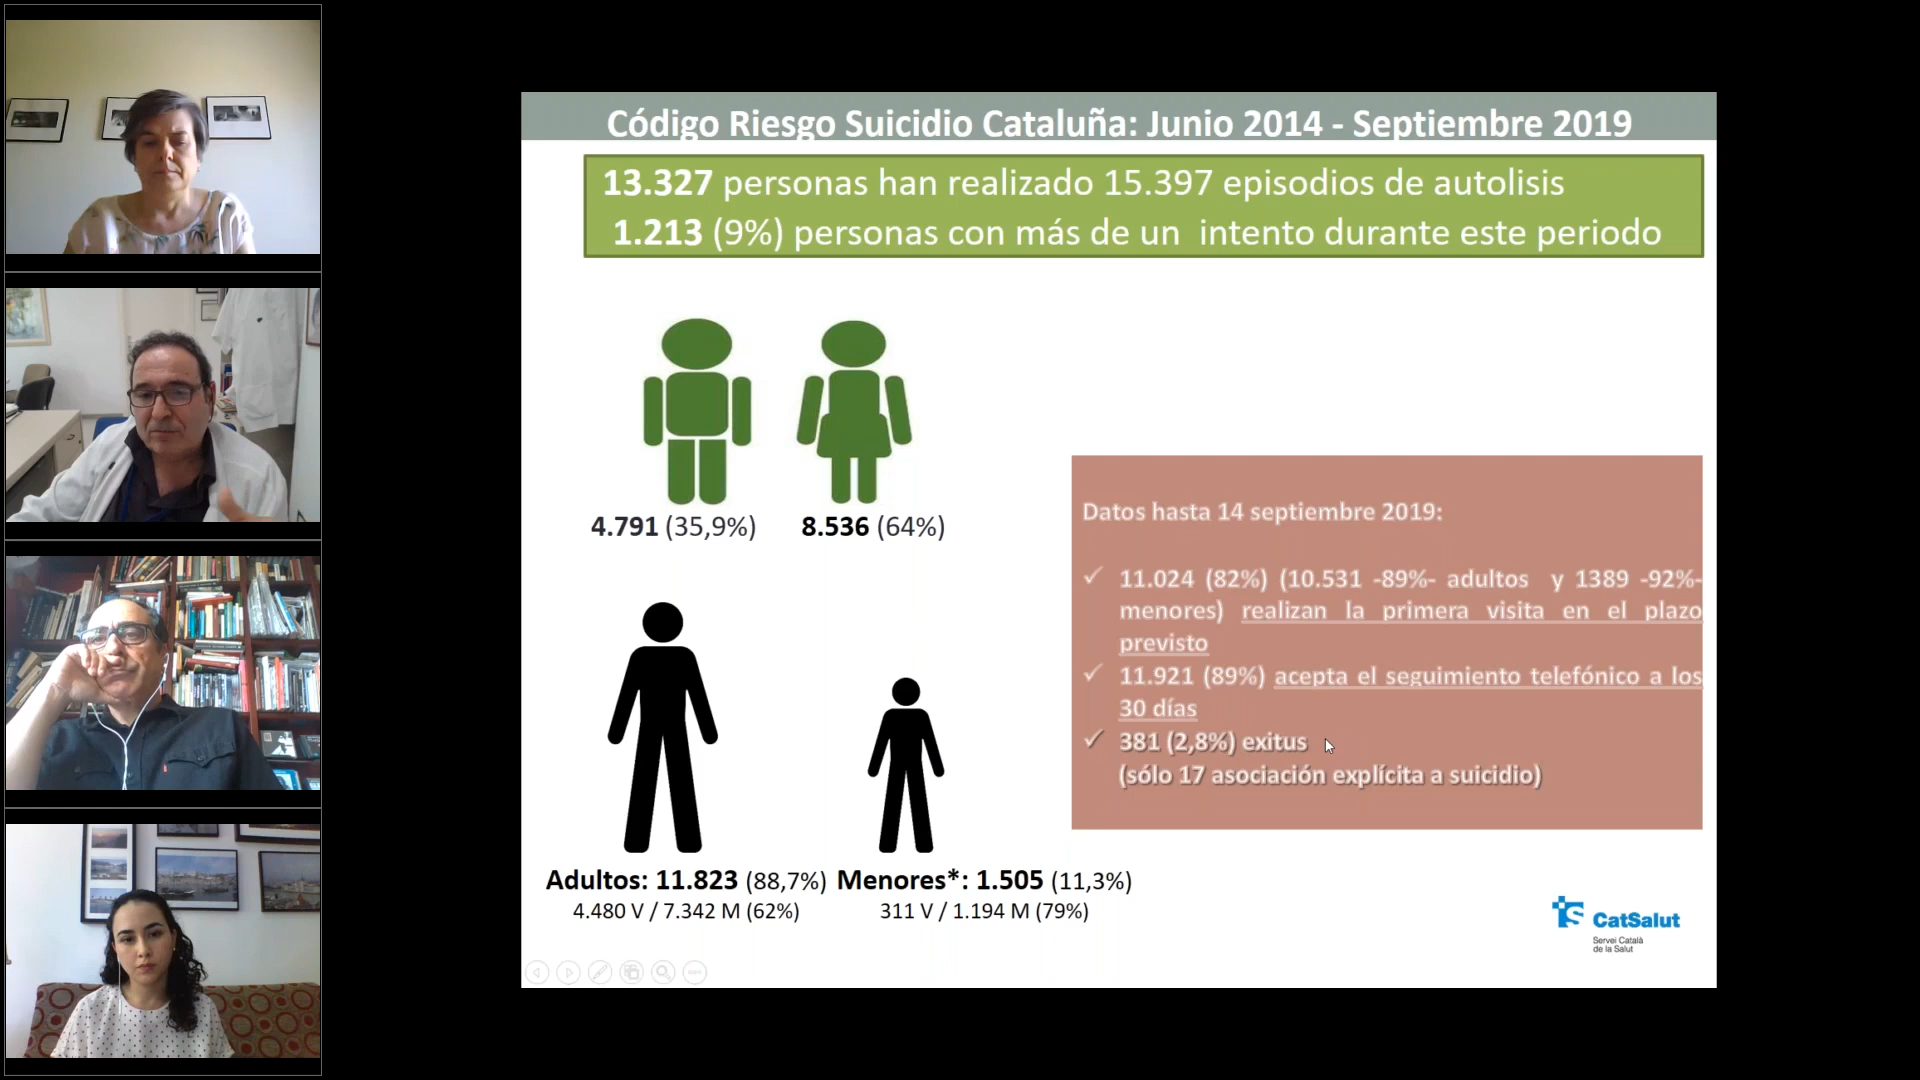 Código Riesgo Suicidio Cataluña: Junio 2014 - Septiembre 2019
13.327 personas han realizado 15.397 episodios de autolisis
1.213 (9%) personas con más de un intento durante este periodo
4.791 (35,9%)
8.536 (64%)
Datos hasta 14 septiembre 2019:
✓ 11.024 (82%) (10.531 -89%- adultos y 1389 -92%-
menores) realizan la primera visita en el plazo
previsto
✓ 11.921 (89%) acepta el seguimiento telefónico a los
30 días
✓ 381 (2,8%) exitus
(sólo 17 asociación explícita a suicidio)
Adultos: 11.823 (88,7%)
4.480 V / 7.342 M (62%)
Menores*: 1.505 (11,3%)
311 V / 1.194 M (79%)
CatSalut
Servei Català
de la Salut